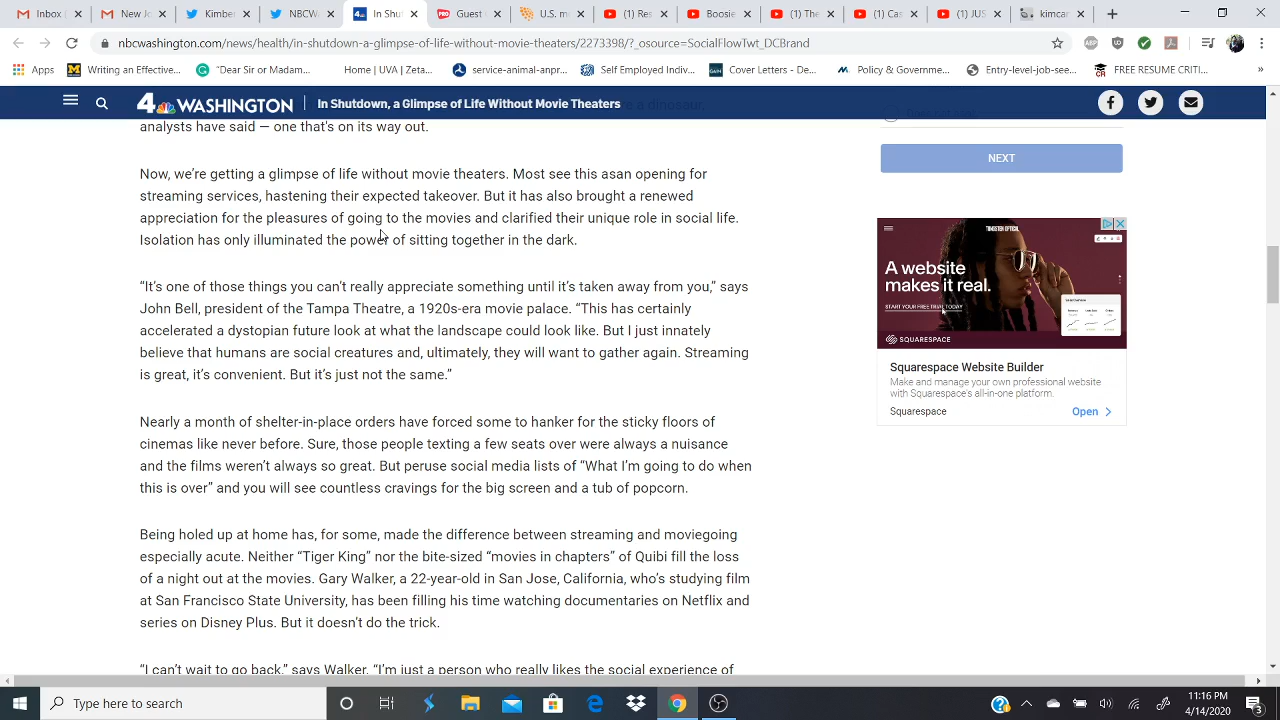 Inbox
New Jo
Kimber
NBCW
In Shut
Guest
U.S. m
(1) Res
Boosie
(1) The
(1) Cas
(1) JUS
kimcar
nbcwashington.com/news/health/in-shutdown-a-glimpse-of-life-without-movie-theaters/2273398/?_osource=SocialFlowTwt_DCBrand
Apps
Writing an Effective...
"Dear Sir or Madam...
Home | UVA | Zeta...
service-animal-anpr...
Self Employed Indiv...
Cover Letters - De...
Policy & Governme...
Entry-level-job-see...
FREE RESUME CRITI...
4 WASHINGTON
In Shutdown, a Glimpse of Life Without Movie Theaters
a dinosaur,
analysts have said — one that's on its way out.
Now, we're getting a glimpse of life without movie theaters. Most see this asan opening for
streaming services, hastening their expected takeover. But it has also brought a renewed
appreciation for the pleasures of going to the movies and clarified their unique role in social life.
Isolation has only illuminated the power of sitting together in the dark.
“It's one of those things you can't really appreciate something until it's taken away from you,” says
John Bell, president of the Tampa Theatre, a 1920s-era movie palace. “This has certainly
accelerated a dystopian future look at what the landscape could look like. But I just innately
believe that humans are social creatures and, ultimately, they will want to gather again. Streaming
is great, it's convenient. But it's just not the same.”
Nearly a month of shelter-in-place orders have forced some to hanker for the sticky floors of
cinemas like never before. Sure, those people texting a few seats over were always a nuisance
and the films weren't always so great. But peruse social media lists of “What I'm going to do when
this is over” and you will see countless cravings for the big screen and a tub of popcorn.
Being holed up at home has, for some, made the difference between streaming and moviegoing
especially acute. Neither “Tiger King” nor the bite-sized “movies in chapters” of Quibi fill the loss
of a night out at the movies. Gary Walker, a 22-year-old in San Jose, California, who's studying film
at San Francisco State University, has been filling his time watching documentaries on Netflix and
series on Disney Plus. But it doesn't do the trick.
“I can't wait to go back,” says Walker. “I'm just a person who really likes the social experience of
NEXT
TUNGSTEN OPTICAL
A website
makes it real.
START YOUR FREE TRIAL TODAY
SQUARESPACE
Squarespace Website Builder
Make and manage your own professional website
with Squarespace's all-in-one platform.
Squarespace
Open
Type here to search
11:16 PM
4/14/2020